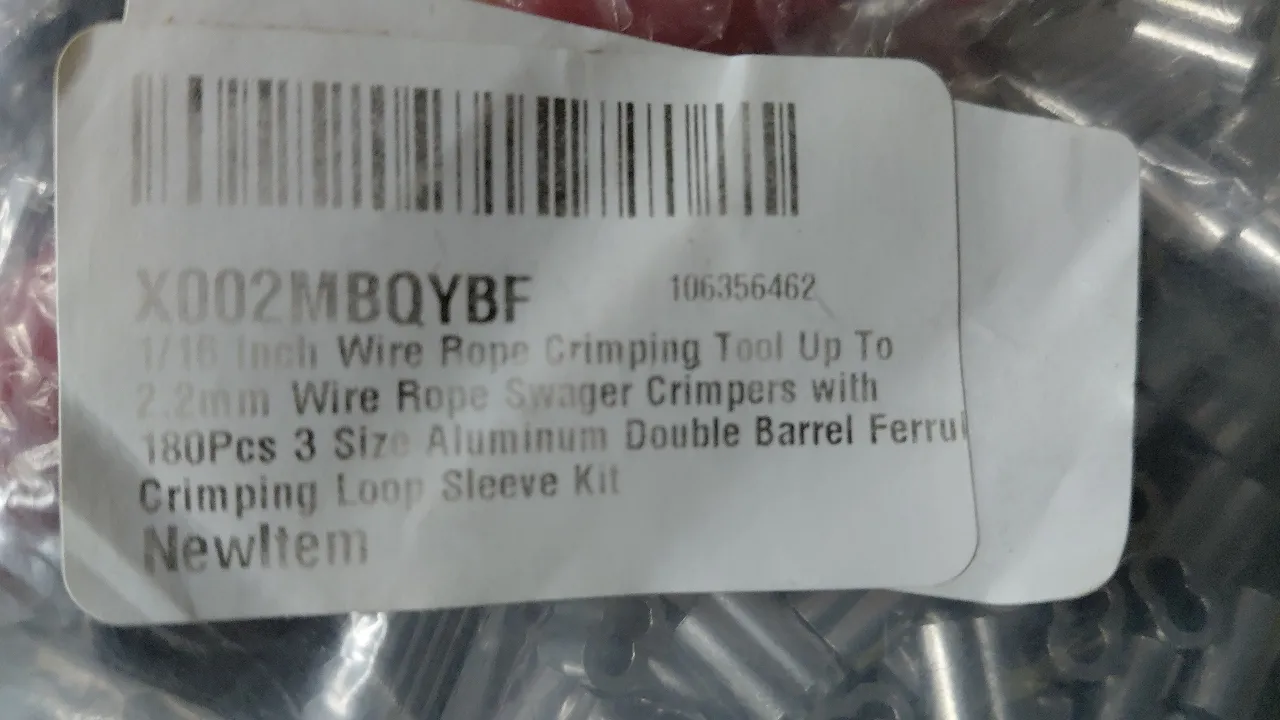 X002MBQYBF 106356462
1/16 Inch Wire Rope Crimping Tool Up To
2.2mm Wire Rope Swager Crimpers with
180Pcs 3 Size Aluminum Double Barrel Ferrul
Crimping Loop Sleeve Kit
NewItem